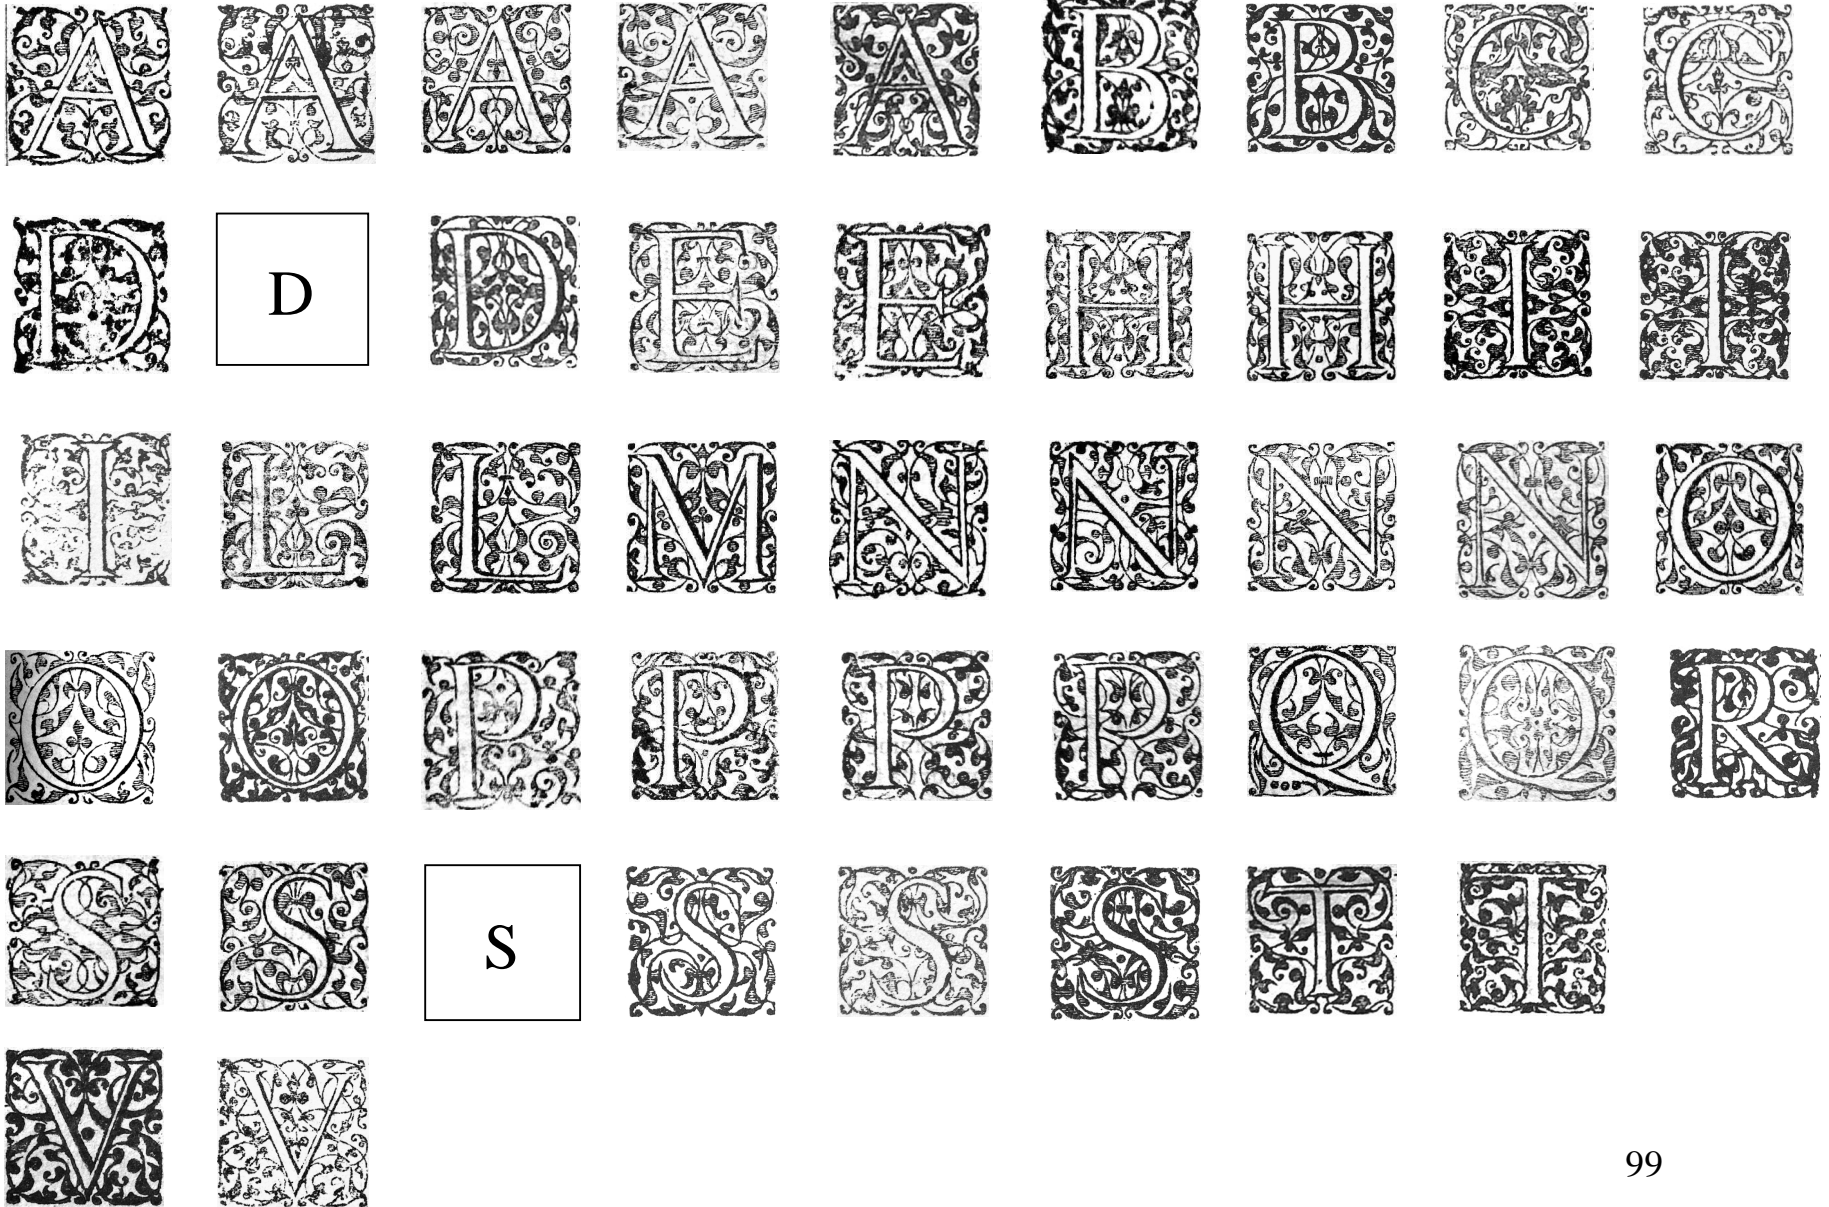 A A A A A B B C C
D D D E E H H I I
I L L M N N N N O
O O P P P P Q Q R
S S S S S S T T
V V
99